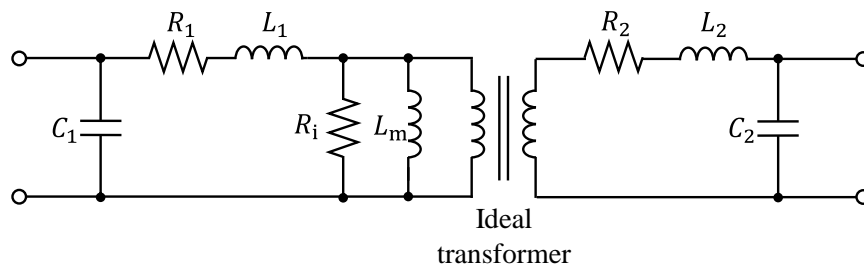 R₁ L₁ R₂ L₂
C₁ Rᵢ Lₘ C₂
Ideal
transformer